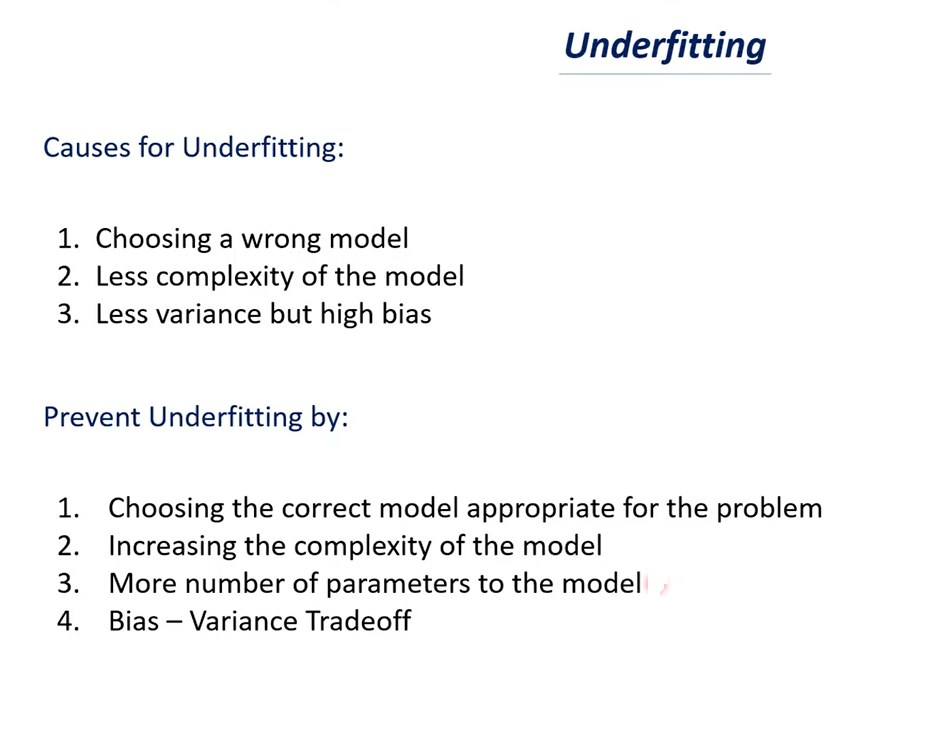 Underfitting
Causes for Underfitting:
1. Choosing a wrong model
2. Less complexity of the model
3. Less variance but high bias
Prevent Underfitting by:
1. Choosing the correct model appropriate for the problem
2. Increasing the complexity of the model
3. More number of parameters to the model
4. Bias – Variance Tradeoff